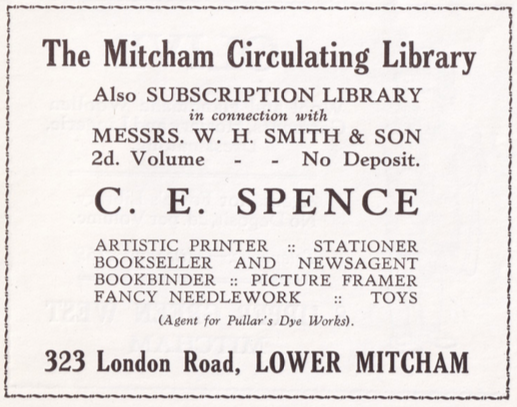 The Mitcham Circulating Library
Also SUBSCRIPTION LIBRARY
in connection with
MESSRS. W. H. SMITH & SON
2d. Volume - - No Deposit.
C. E. SPENCE
ARTISTIC PRINTER :: STATIONER
BOOKSELLER AND NEWSAGENT
BOOKBINDER :: PICTURE FRAMER
FANCY NEEDLEWORK :: TOYS
(Agent for Pullar's Dye Works).
323 London Road, LOWER MITCHAM